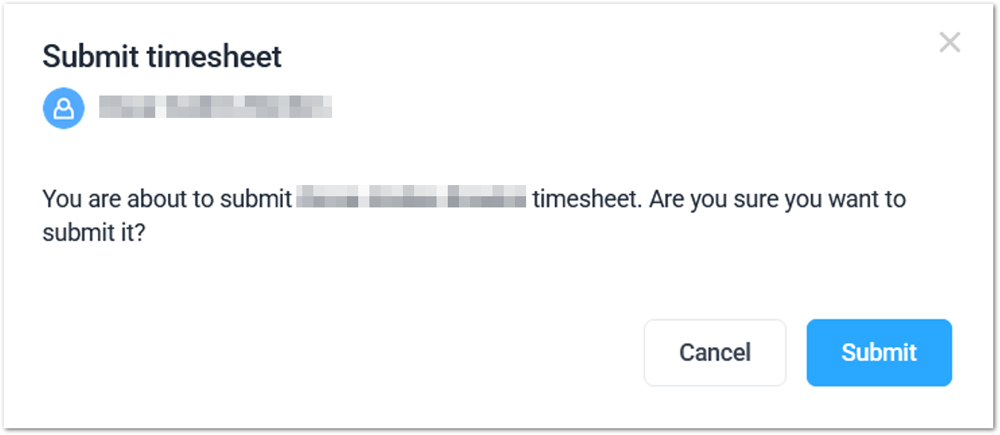 Submit timesheet
You are about to submit timesheet. Are you sure you want to
submit it?
Cancel
Submit